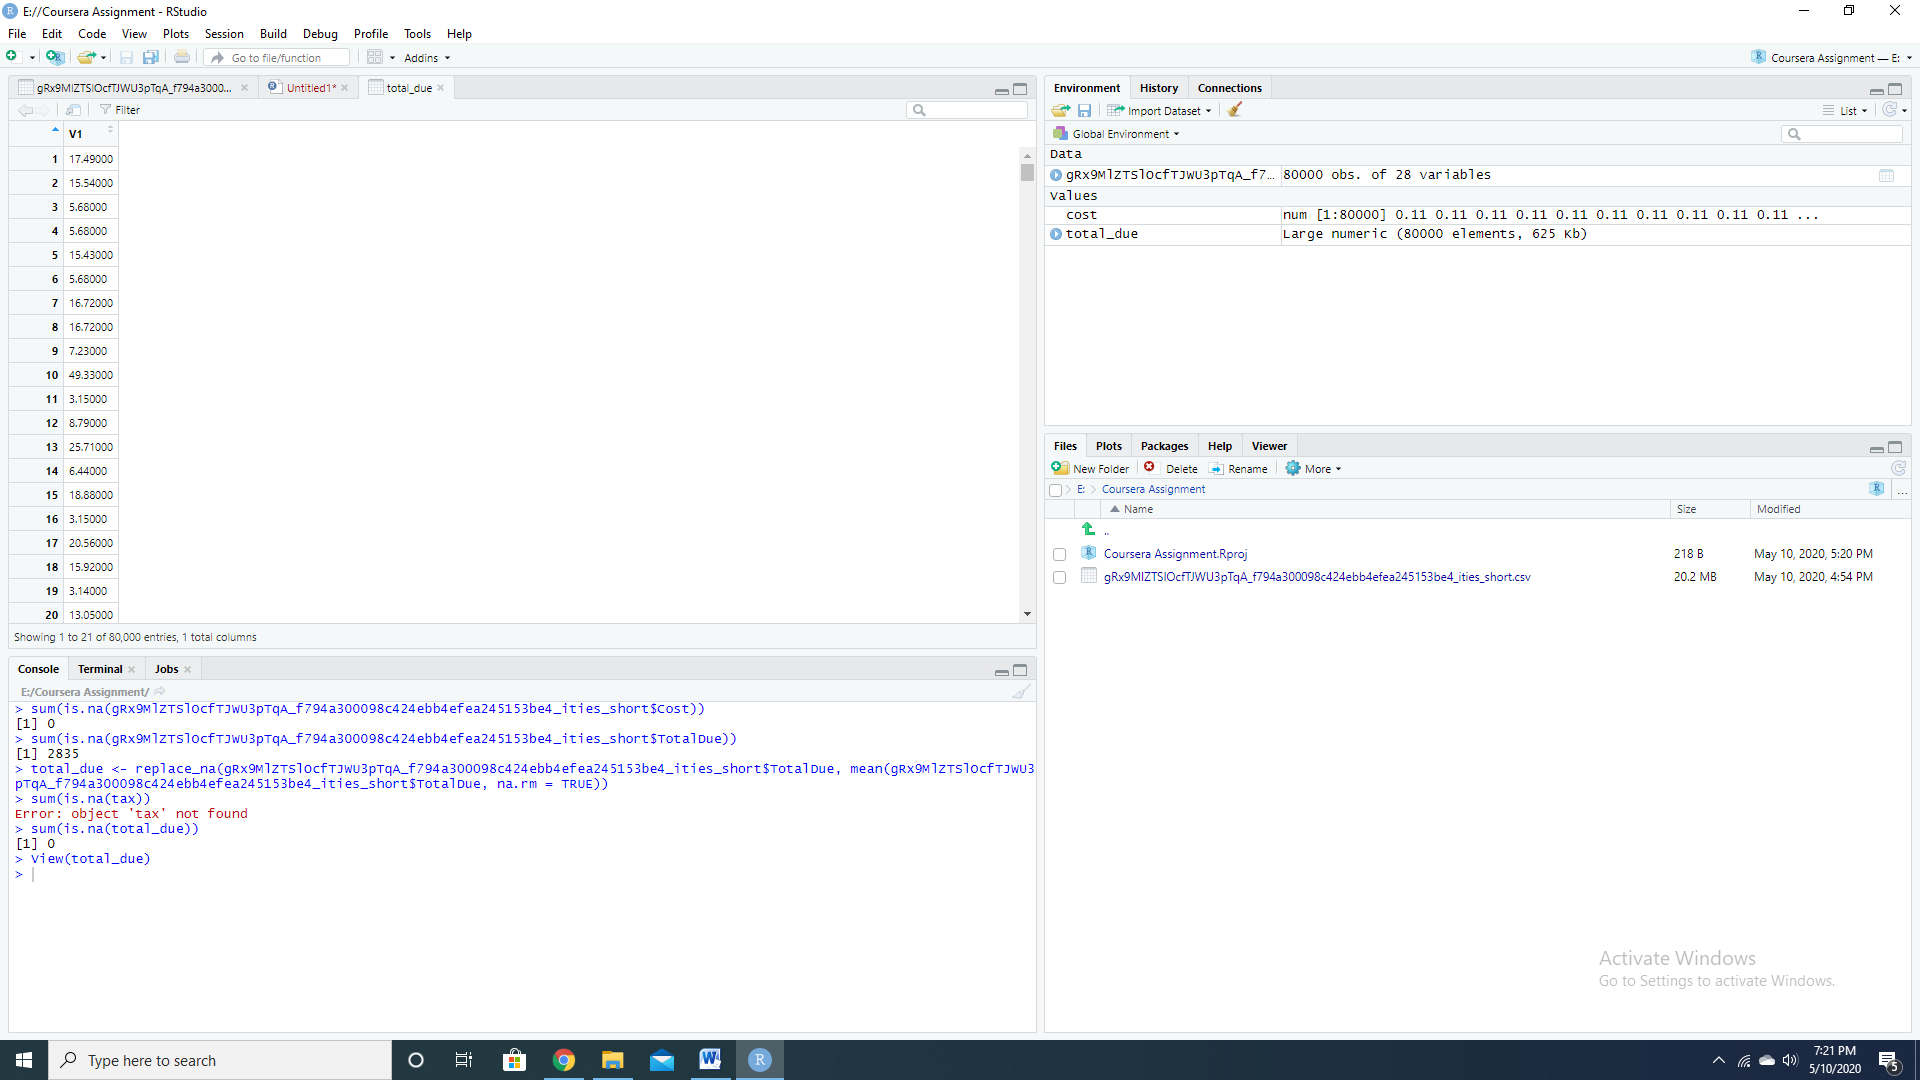 E://Coursera Assignment - RStudio
File Edit Code View Plots Session Build Debug Profile Tools Help
Go to file/function Addins Coursera Assignment — E:
gRx9MlZTSlOcfTJWU3pTqA_f794a3000... Untitled1* total_due
Filter
V1
1 17.49000
2 15.54000
3 5.68000
4 5.68000
5 15.43000
6 5.68000
7 16.72000
8 16.72000
9 7.23000
10 49.33000
11 3.15000
12 8.79000
13 25.71000
14 6.44000
15 18.88000
16 3.15000
17 20.56000
18 15.92000
19 3.14000
20 13.05000
Showing 1 to 21 of 80,000 entries, 1 total columns
Console Terminal Jobs
E:/Coursera Assignment/
> sum(is.na(gRx9MlZTSlOcfTJWU3pTqA_f794a300098c424ebb4efea245153be4_ities_short$Cost))
[1] 0
> sum(is.na(gRx9MlZTSlOcfTJWU3pTqA_f794a300098c424ebb4efea245153be4_ities_short$TotalDue))
[1] 2835
> total_due <- replace_na(gRx9MlZTSlOcfTJWU3pTqA_f794a300098c424ebb4efea245153be4_ities_short$TotalDue, mean(gRx9MlZTSlOcfTJWU3
pTqA_f794a300098c424ebb4efea245153be4_ities_short$TotalDue, na.rm = TRUE))
> sum(is.na(tax))
Error: object 'tax' not found
> sum(is.na(total_due))
[1] 0
> View(total_due)
>
Environment History Connections
Import Dataset List
Global Environment
Data
gRx9MlZTSlOcfTJWU3pTqA_f7... 80000 obs. of 28 variables
Values
cost num [1:80000] 0.11 0.11 0.11 0.11 0.11 0.11 0.11 0.11 0.11 0.11 ...
total_due Large numeric (80000 elements, 625 Kb)
Files Plots Packages Help Viewer
New Folder Delete Rename More
E: Coursera Assignment ...
Name Size Modified
..
Coursera Assignment.Rproj 218 B May 10, 2020, 5:20 PM
gRx9MlZTSlOcfTJWU3pTqA_f794a300098c424ebb4efea245153be4_ities_short.csv 20.2 MB May 10, 2020, 4:54 PM
Activate Windows
Go to Settings to activate Windows.
Type here to search
7:21 PM
5/10/2020
5